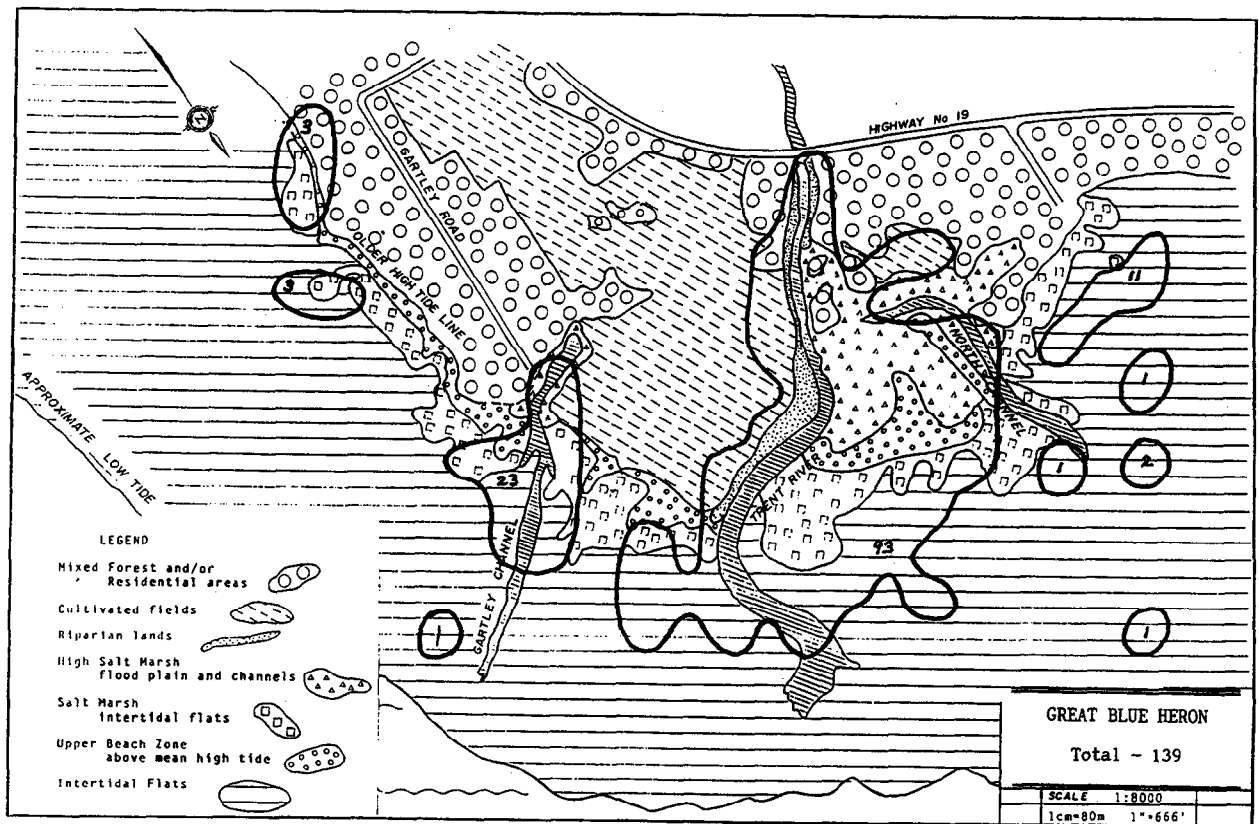 HIGHWAY No 19
3
GARTLEY ROAD
OLDER HIGH TIDE LINE
3
11
1
NORTH CHANNEL
1
2
APPROXIMATE LOW TIDE
23
TRENT RIVER
93
GARTLEY CHANNEL
1
1
LEGEND
Mixed Forest and/or
Residential areas
Cultivated fields
Riparian lands
High Salt Marsh
flood plain and channels
Salt Marsh
intertidal flats
Upper Beach Zone
above mean high tide
Intertidal Flats
GREAT BLUE HERON
Total - 139
SCALE 1:8000
1cm=80m 1"=666'